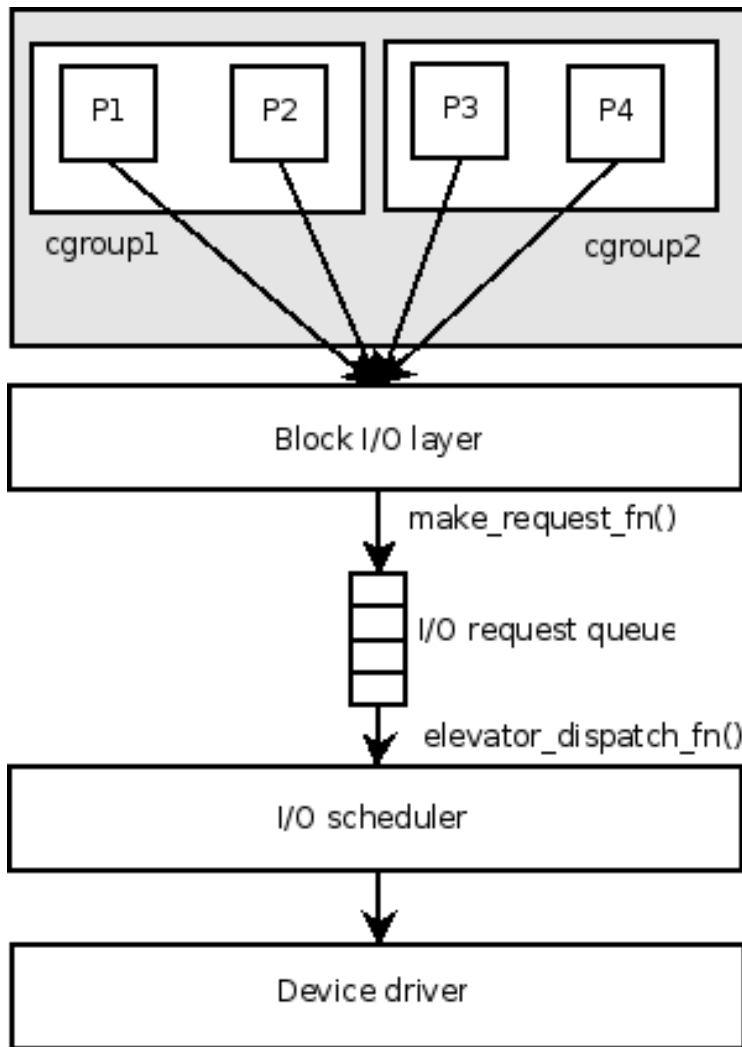 P1
P2
P3
P4
cgroup1
cgroup2
Block I/O layer
make_request_fn()
I/O request queue
elevator_dispatch_fn()
I/O scheduler
Device driver